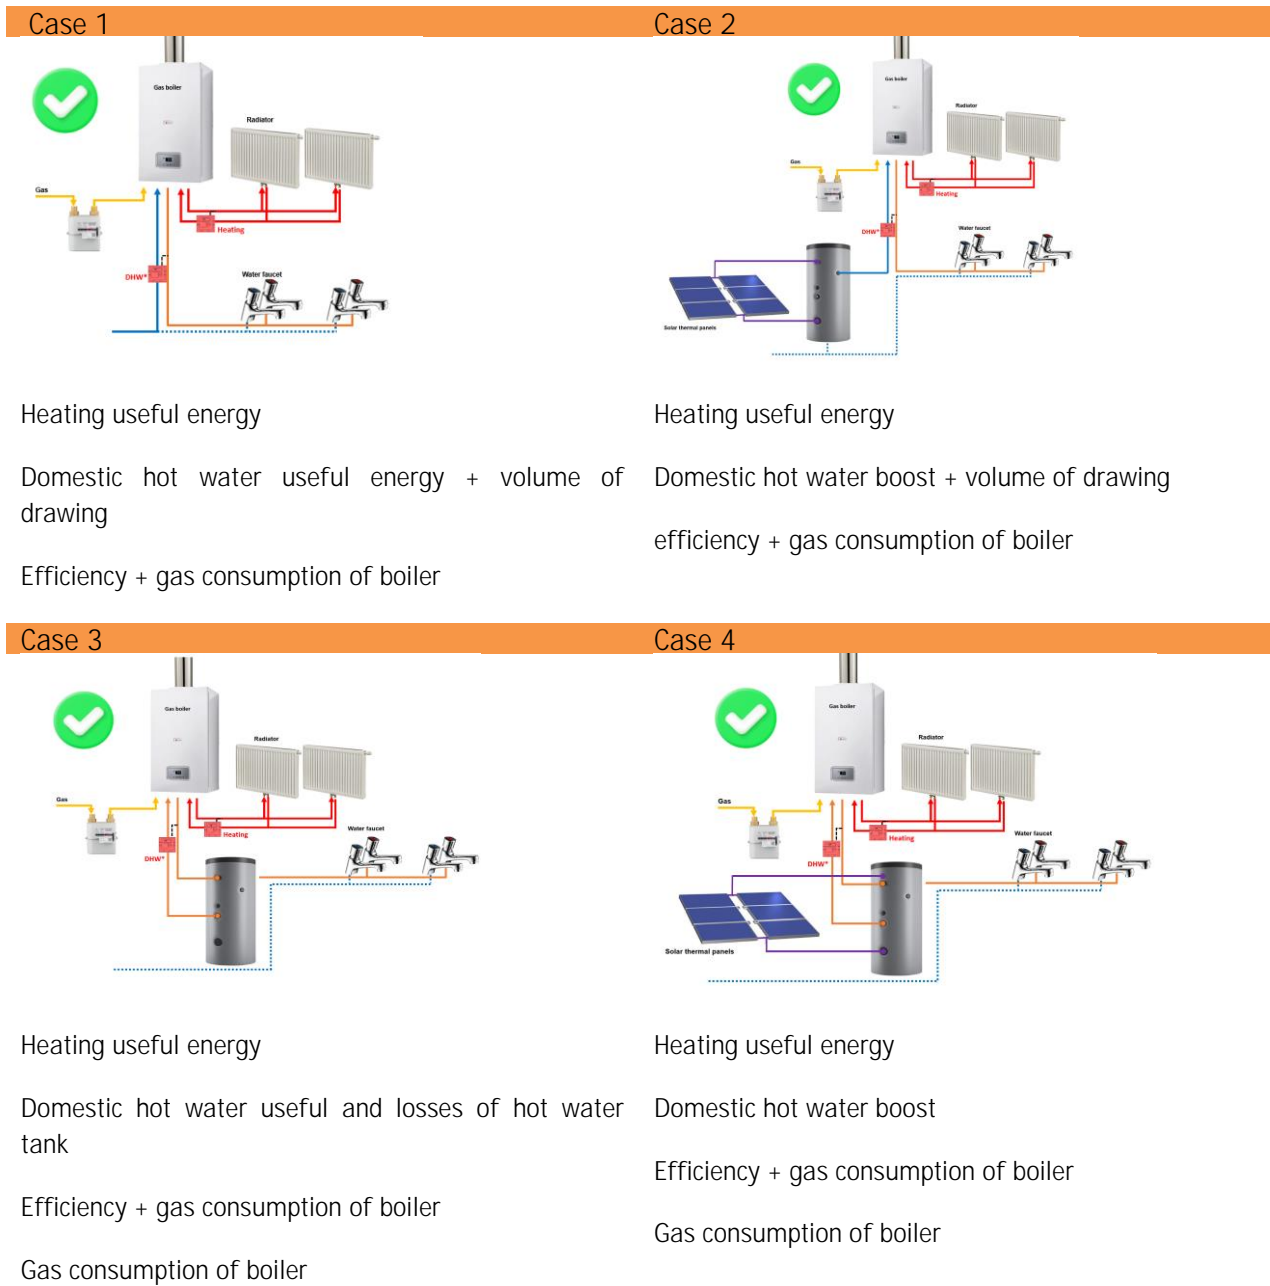 Case 1
Gas boiler
Radiator
Gas
Heating
DHW*
Water faucet
Heating useful energy
Domestic hot water useful energy + volume of
drawing
Efficiency + gas consumption of boiler
Case 2
Gas boiler
Radiator
Gas
Heating
DHW*
Water faucet
Solar thermal panels
Heating useful energy
Domestic hot water boost + volume of drawing
efficiency + gas consumption of boiler
Case 3
Gas boiler
Radiator
Gas
Heating
Water faucet
DHW*
Heating useful energy
Domestic hot water useful and losses of hot water
tank
Efficiency + gas consumption of boiler
Gas consumption of boiler
Case 4
Gas boiler
Radiator
Gas
Heating
Water faucet
DHW*
Solar thermal panels
Heating useful energy
Domestic hot water boost
Efficiency + gas consumption of boiler
Gas consumption of boiler